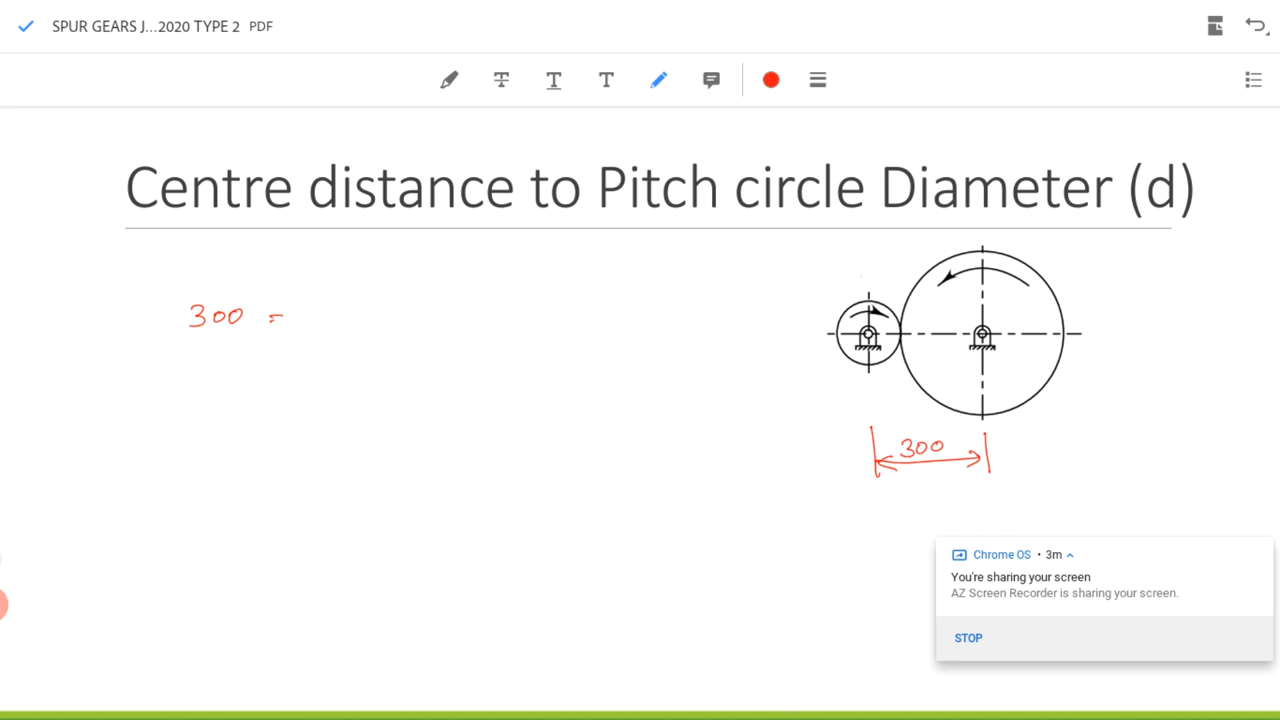 SPUR GEARS J...2020 TYPE 2 PDF
T T T
Centre distance to Pitch circle Diameter (d)
300 =
300
Chrome OS • 3m
You're sharing your screen
AZ Screen Recorder is sharing your screen.
STOP